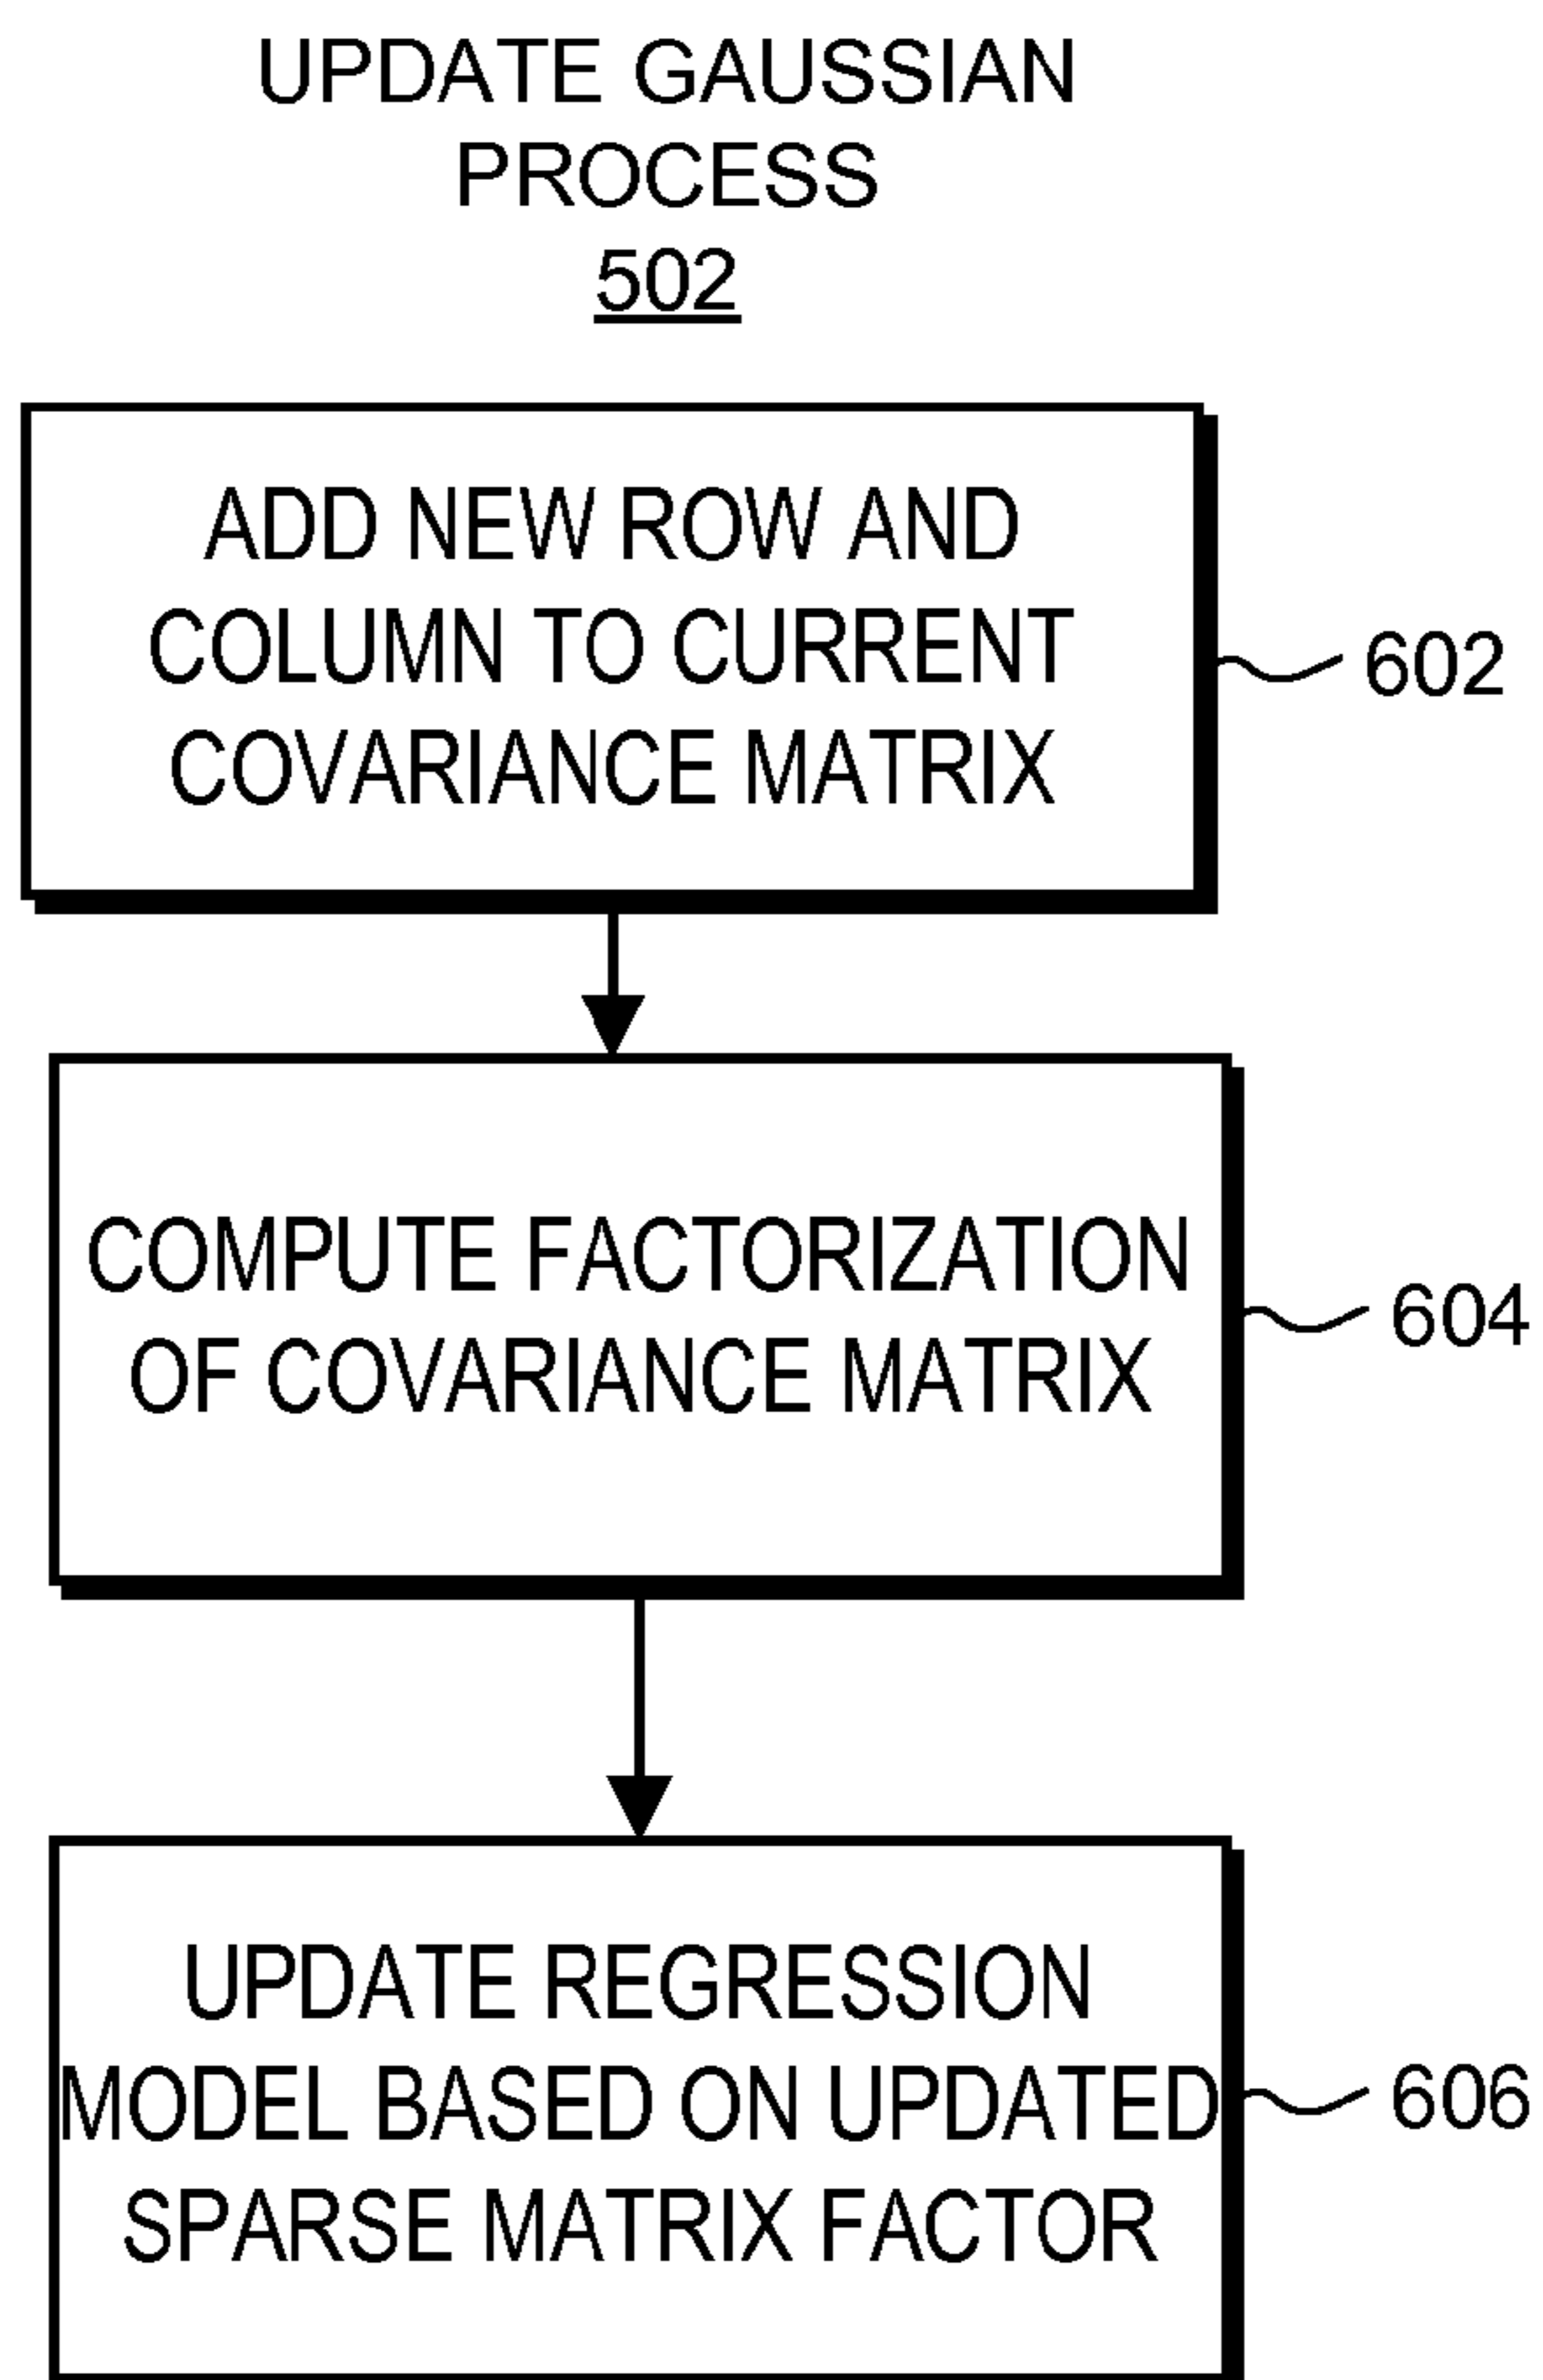 UPDATE GAUSSIAN
PROCESS
502
ADD NEW ROW AND
COLUMN TO CURRENT
COVARIANCE MATRIX
602
COMPUTE FACTORIZATION
OF COVARIANCE MATRIX
604
UPDATE REGRESSION
MODEL BASED ON UPDATED
SPARSE MATRIX FACTOR
606